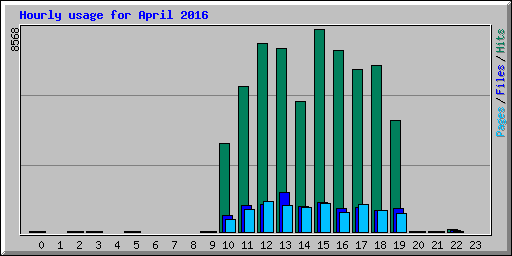 Hourly usage for April 2016
8568
Pages / Files / Hits
0 1 2 3 4 5 6 7 8 9 10 11 12 13 14 15 16 17 18 19 20 21 22 23